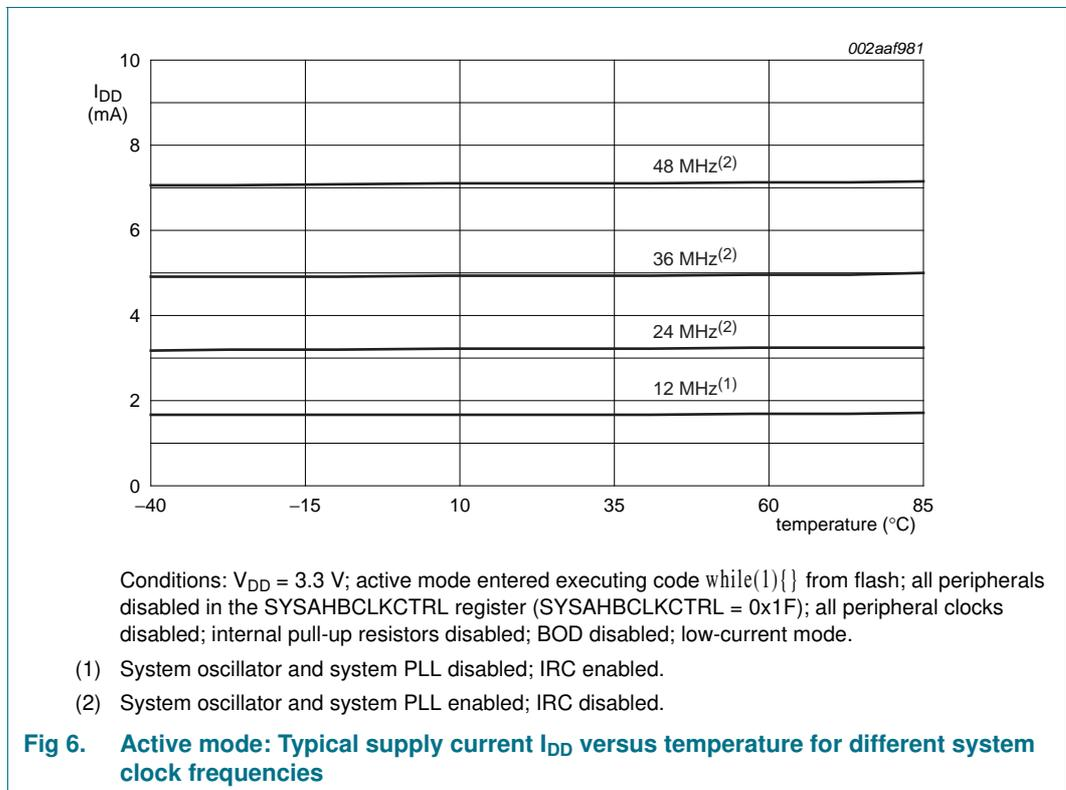 002aaf981
10
I_DD
(mA)
8
48 MHz(2)
6
36 MHz(2)
4
24 MHz(2)
12 MHz(1)
2
0
−40 −15 10 35 60 85
temperature (°C)
Conditions: V_DD = 3.3 V; active mode entered executing code while(1){} from flash; all peripherals
disabled in the SYSAHBCLKCTRL register (SYSAHBCLKCTRL = 0x1F); all peripheral clocks
disabled; internal pull-up resistors disabled; BOD disabled; low-current mode.
(1) System oscillator and system PLL disabled; IRC enabled.
(2) System oscillator and system PLL enabled; IRC disabled.
Fig 6. Active mode: Typical supply current I_DD versus temperature for different system
clock frequencies